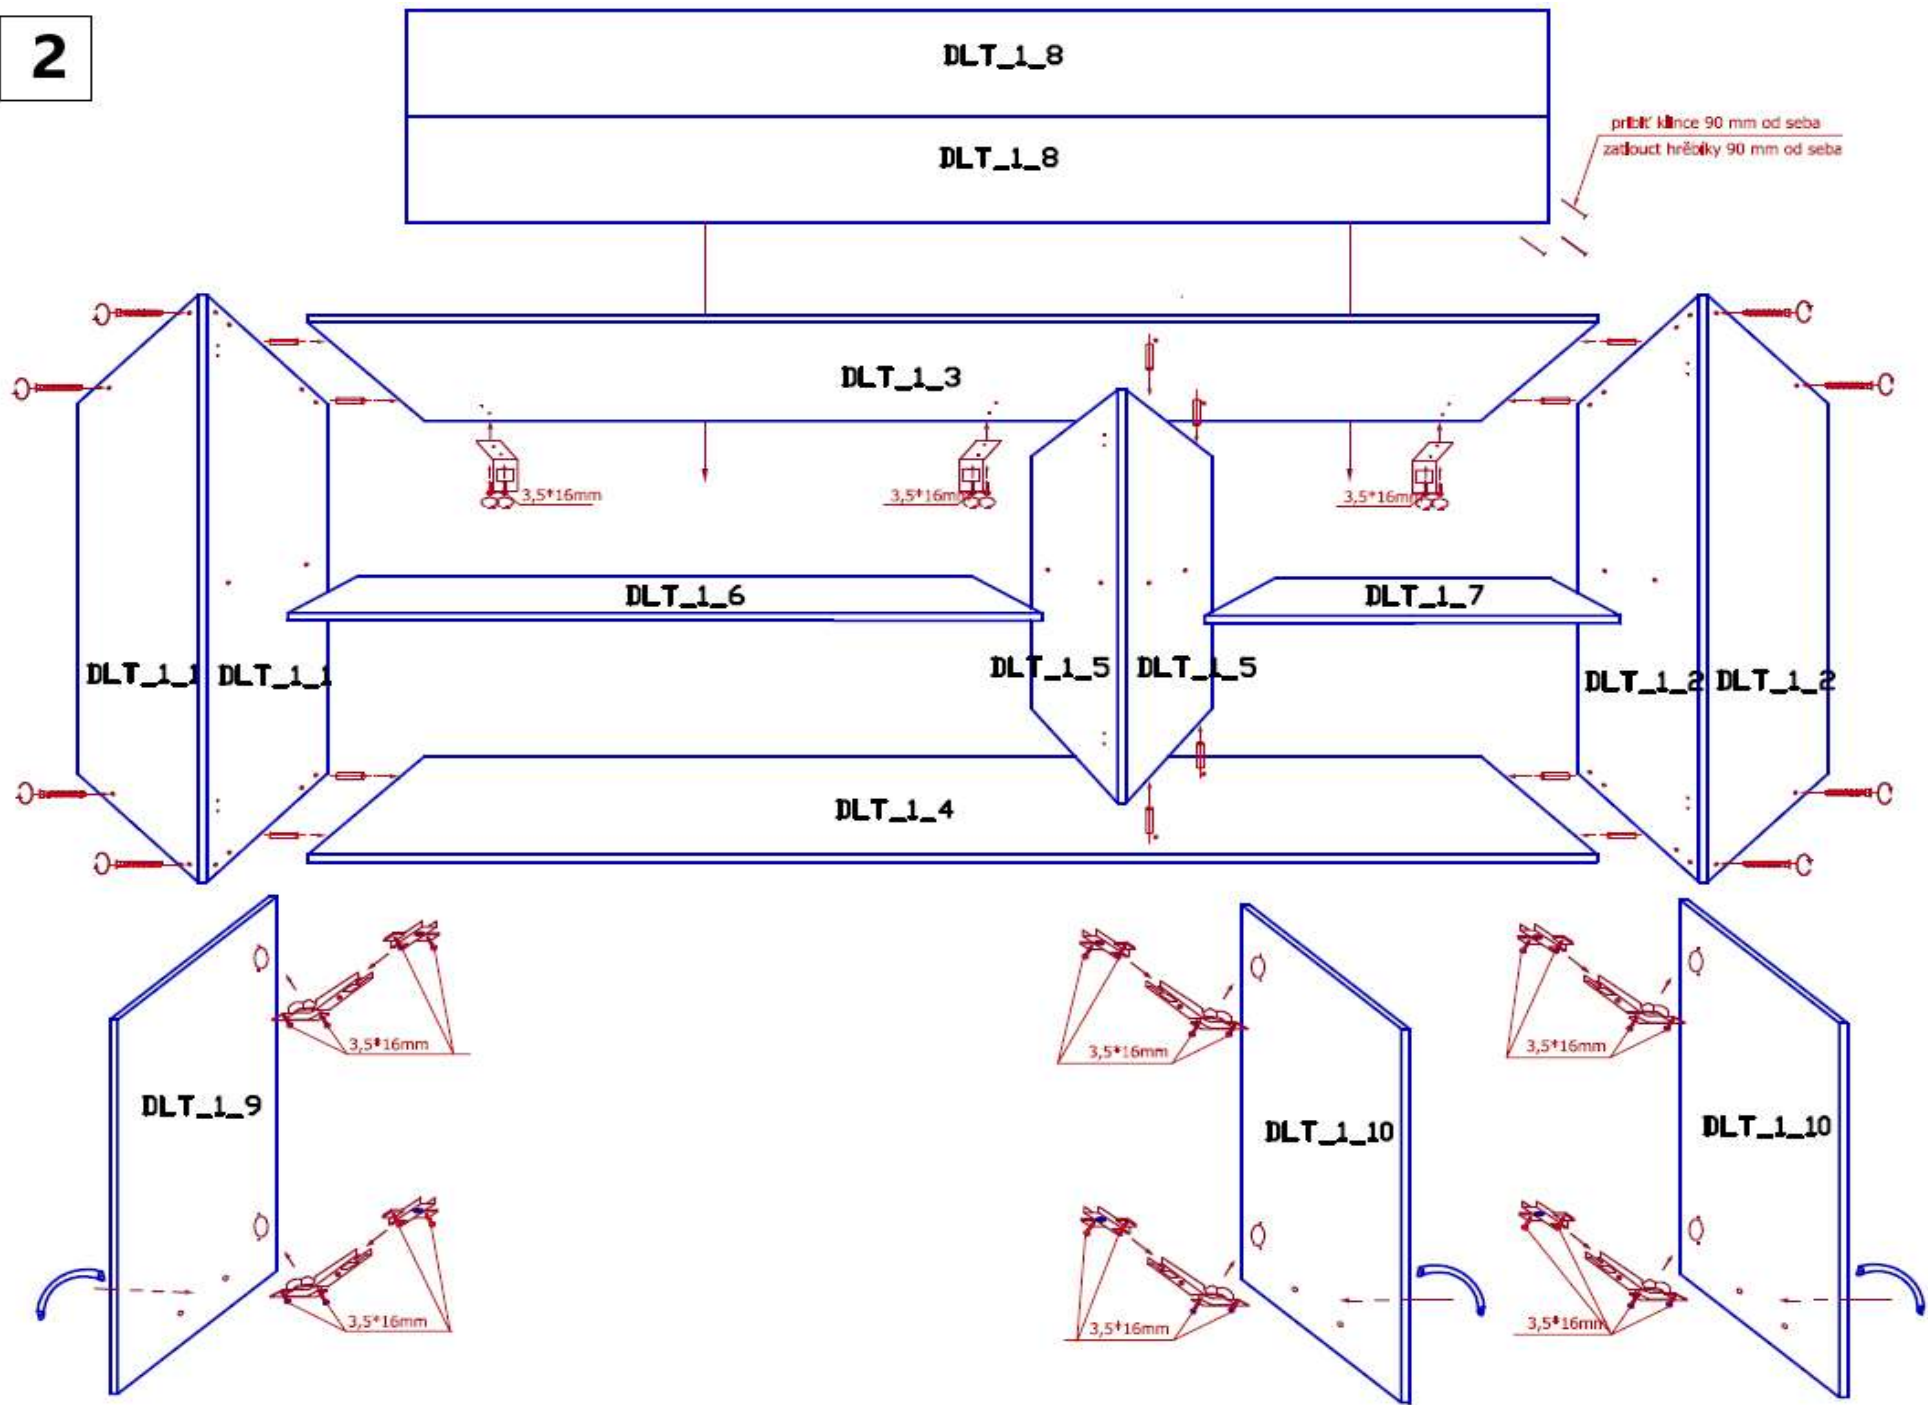 2
DLT_1_8
DLT_1_8
pribiť klince 90 mm od seba
zatlouct hřebíky 90 mm od seba
DLT_1_3
3,5*16mm
3,5*16mm
3,5*16mm
DLT_1_6
DLT_1_7
DLT_1_1
DLT_1_1
DLT_1_5
DLT_1_5
DLT_1_2
DLT_1_2
DLT_1_4
3,5*16mm
3,5*16mm
3,5*16mm
DLT_1_9
DLT_1_10
DLT_1_10
3,5*16mm
3,5*16mm
3,5*16mm